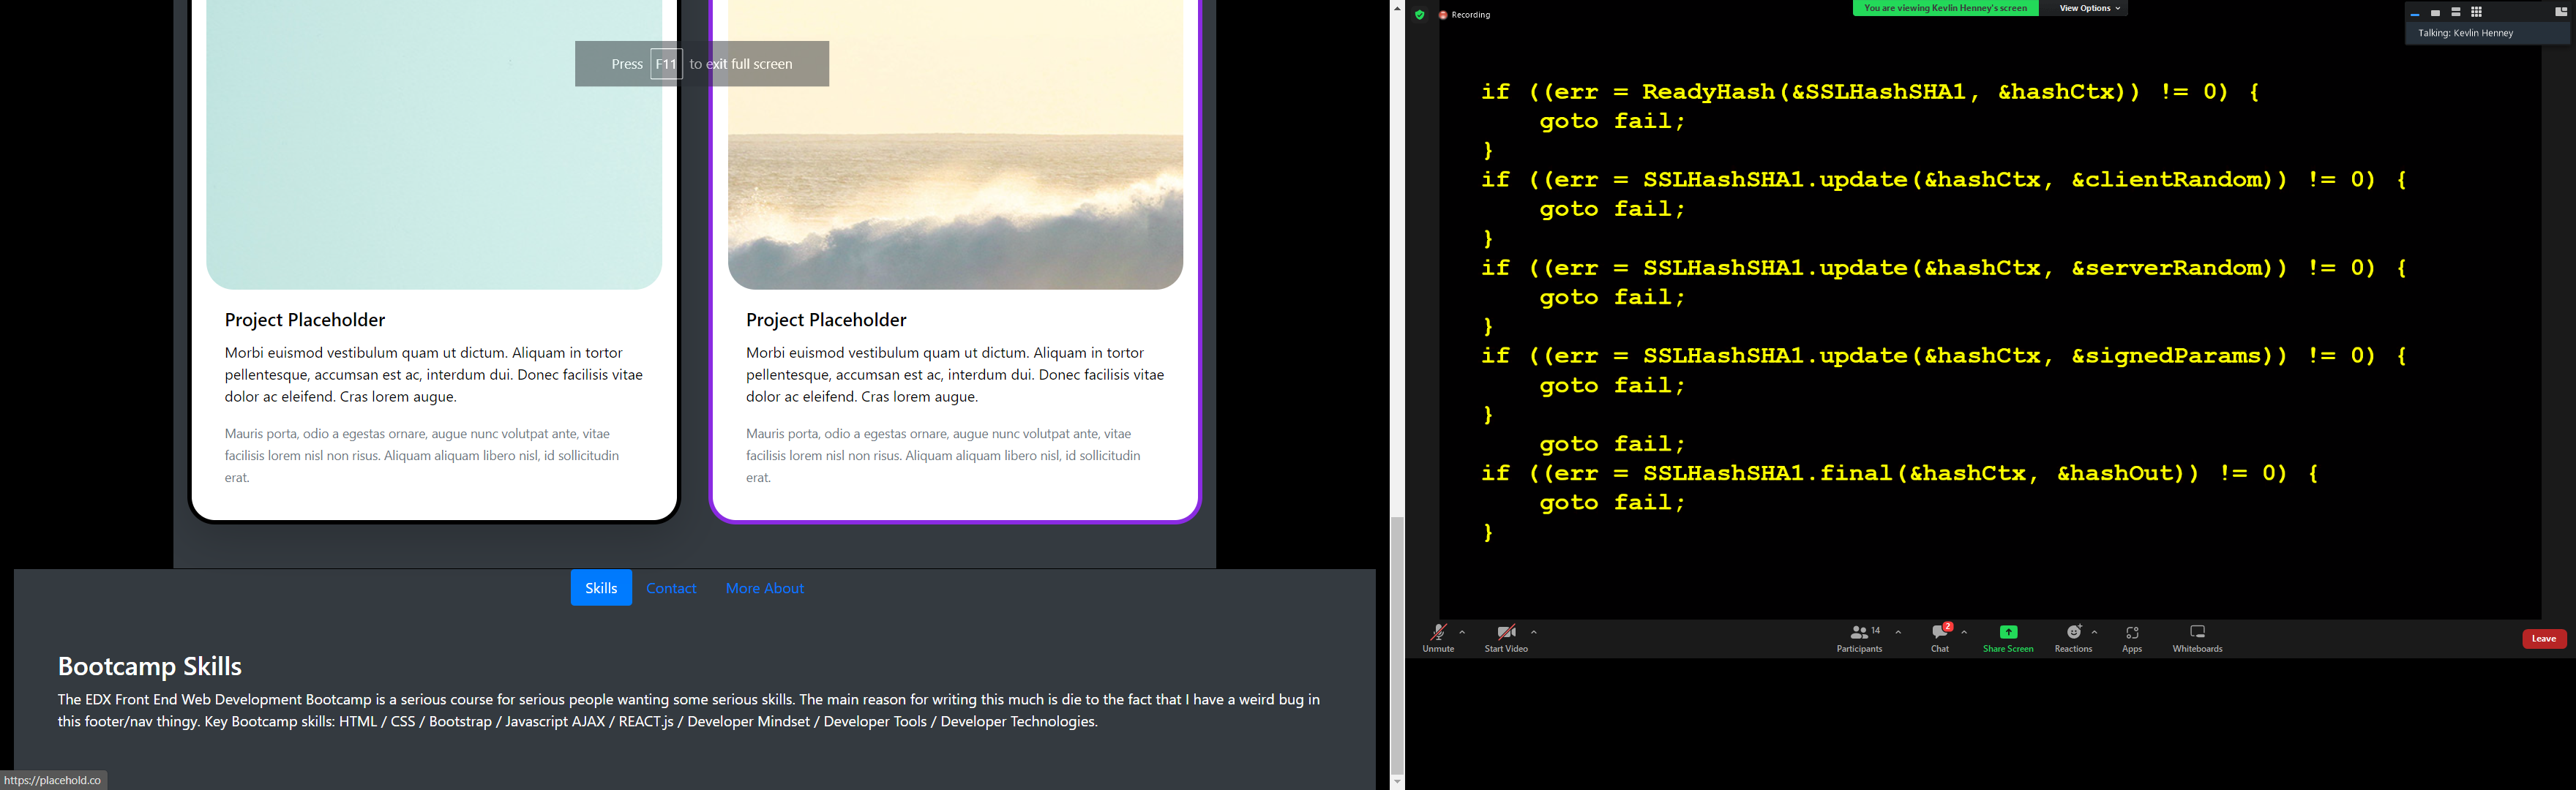 Press F11 to exit full screen
Project Placeholder
Morbi euismod vestibulum quam ut dictum. Aliquam in tortor
pellentesque, accumsan est ac, interdum dui. Donec facilisis vitae
dolor ac eleifend. Cras lorem augue.
Mauris porta, odio a egestas ornare, augue nunc volutpat ante, vitae
facilisis lorem nisl non risus. Aliquam aliquam libero nisl, id sollicitudin
erat.
Project Placeholder
Morbi euismod vestibulum quam ut dictum. Aliquam in tortor
pellentesque, accumsan est ac, interdum dui. Donec facilisis vitae
dolor ac eleifend. Cras lorem augue.
Mauris porta, odio a egestas ornare, augue nunc volutpat ante, vitae
facilisis lorem nisl non risus. Aliquam aliquam libero nisl, id sollicitudin
erat.
Skills Contact More About
Bootcamp Skills
The EDX Front End Web Development Bootcamp is a serious course for serious people wanting some serious skills. The main reason for writing this much is die to the fact that I have a weird bug in
this footer/nav thingy. Key Bootcamp skills: HTML / CSS / Bootstrap / Javascript AJAX / REACT.js / Developer Mindset / Developer Tools / Developer Technologies.
https://placehold.co
Recording
You are viewing Kevlin Henney's screen View Options
Talking: Kevlin Henney
if ((err = ReadyHash(&SSLHashSHA1, &hashCtx)) != 0) {
    goto fail;
}
if ((err = SSLHashSHA1.update(&hashCtx, &clientRandom)) != 0) {
    goto fail;
}
if ((err = SSLHashSHA1.update(&hashCtx, &serverRandom)) != 0) {
    goto fail;
}
if ((err = SSLHashSHA1.update(&hashCtx, &signedParams)) != 0) {
    goto fail;
}
    goto fail;
if ((err = SSLHashSHA1.final(&hashCtx, &hashOut)) != 0) {
    goto fail;
}
14 2
Unmute Start Video Participants Chat Share Screen Reactions Apps Whiteboards Leave